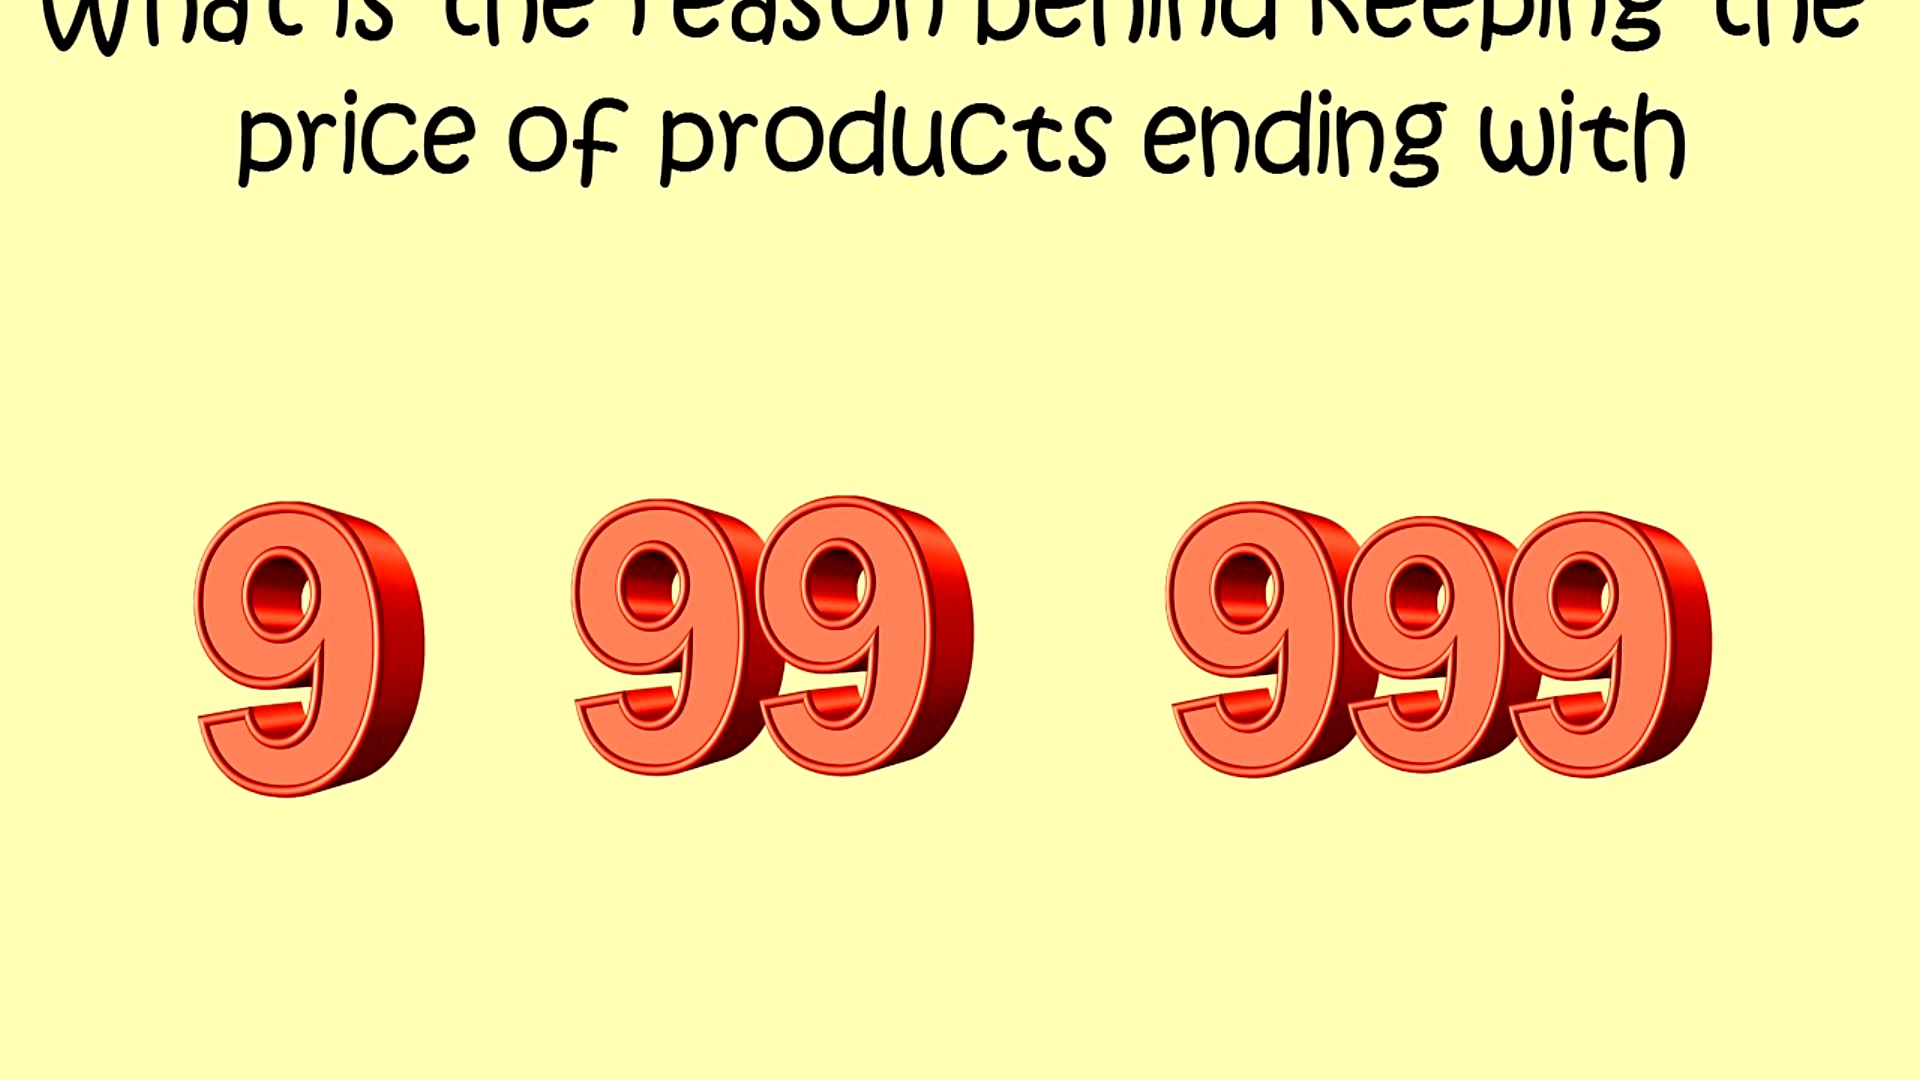 What is the reason behind keeping the
price of products ending with
9 99 999